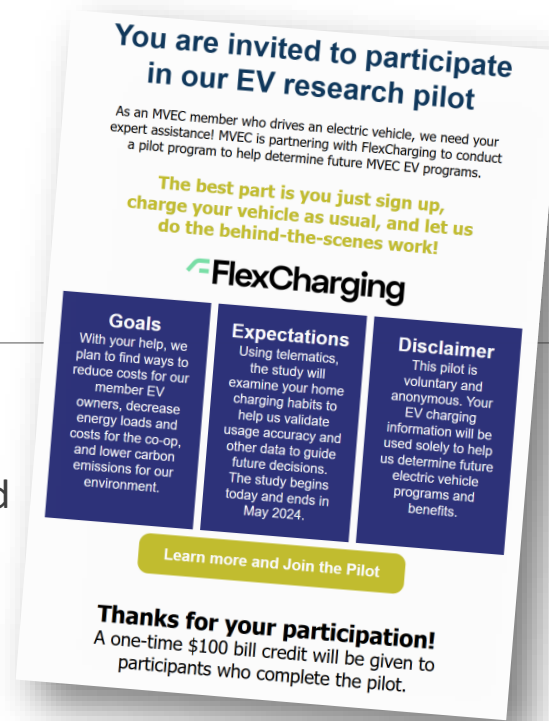 You are invited to participate
in our EV research pilot
As an MVEC member who drives an electric vehicle, we need your
expert assistance! MVEC is partnering with FlexCharging to conduct
a pilot program to help determine future MVEC EV programs.
The best part is you just sign up,
charge your vehicle as usual, and let us
do the behind-the-scenes work!
FlexCharging
Goals
With your help, we
plan to find ways to
reduce costs for our
member EV
owners, decrease
energy loads and
costs for the co-op,
and lower carbon
emissions for our
environment.
Expectations
Using telematics,
the study will
examine your home
charging habits to
help us validate
usage accuracy and
other data to guide
future decisions.
The study begins
today and ends in
May 2024.
Disclaimer
This pilot is
voluntary and
anonymous. Your
EV charging
information will be
used solely to help
us determine future
electric vehicle
programs and
benefits.
Learn more and Join the Pilot
Thanks for your participation!
A one-time $100 bill credit will be given to
participants who complete the pilot.